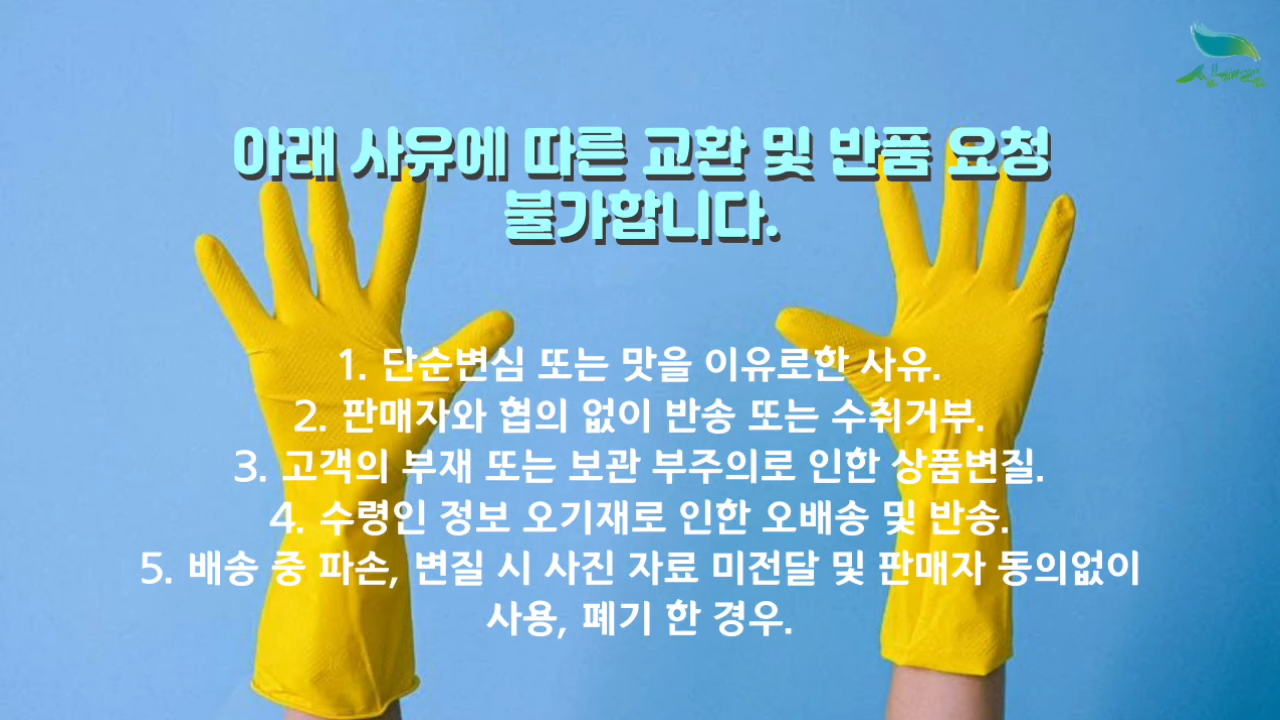 아래 사유에 따른 교환 및 반품 요청
불가합니다.
1. 단순변심 또는 맛을 이유로한 사유.
2. 판매자와 협의 없이 반송 또는 수취거부.
3. 고객의 부재 또는 보관 부주의로 인한 상품변질.
4. 수령인 정보 오기재로 인한 오배송 및 반송.
5. 배송 중 파손, 변질 시 사진 자료 미전달 및 판매자 동의없이
사용, 폐기 한 경우.